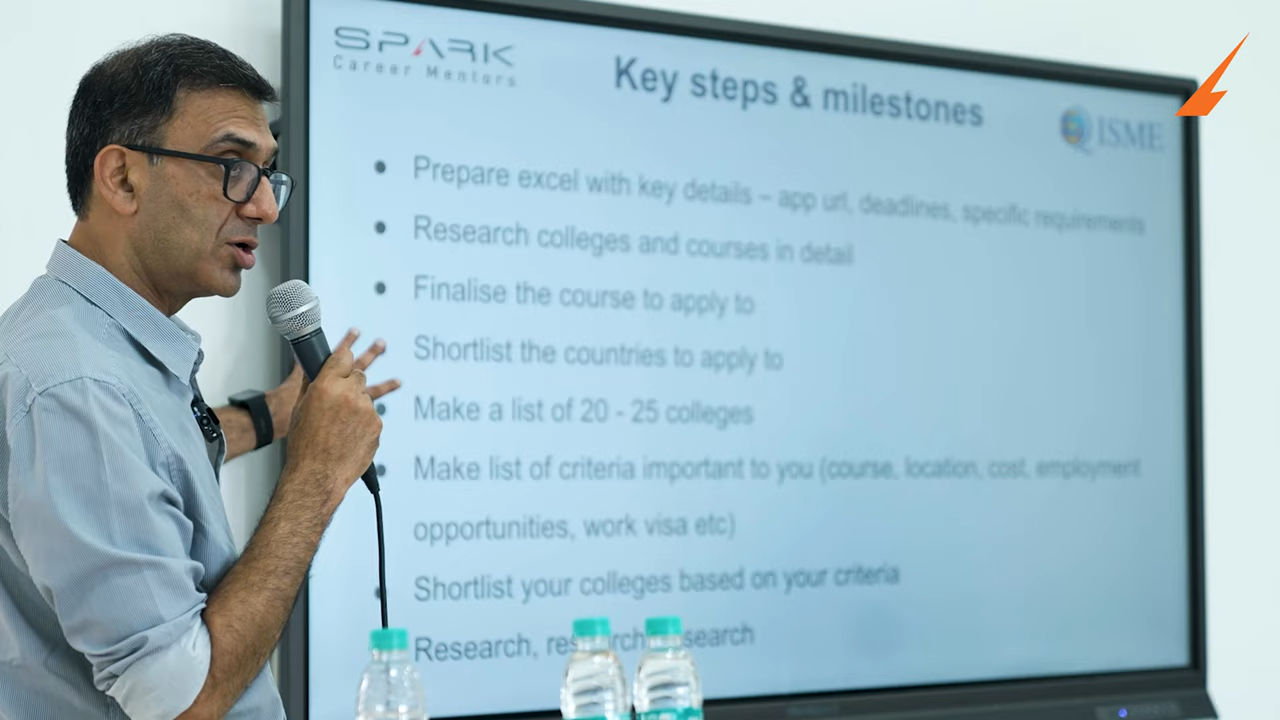 SPARK
Career Mentors
Key steps & milestones
ISME
Prepare excel with key details – app url, deadlines, specific requirements
Research colleges and courses in detail
Finalise the course to apply to
Shortlist the countries to apply to
Make a list of 20 - 25 colleges
Make list of criteria important to you (course, location, cost, employment
opportunities, work visa etc)
Shortlist your colleges based on your criteria
Research, research, research